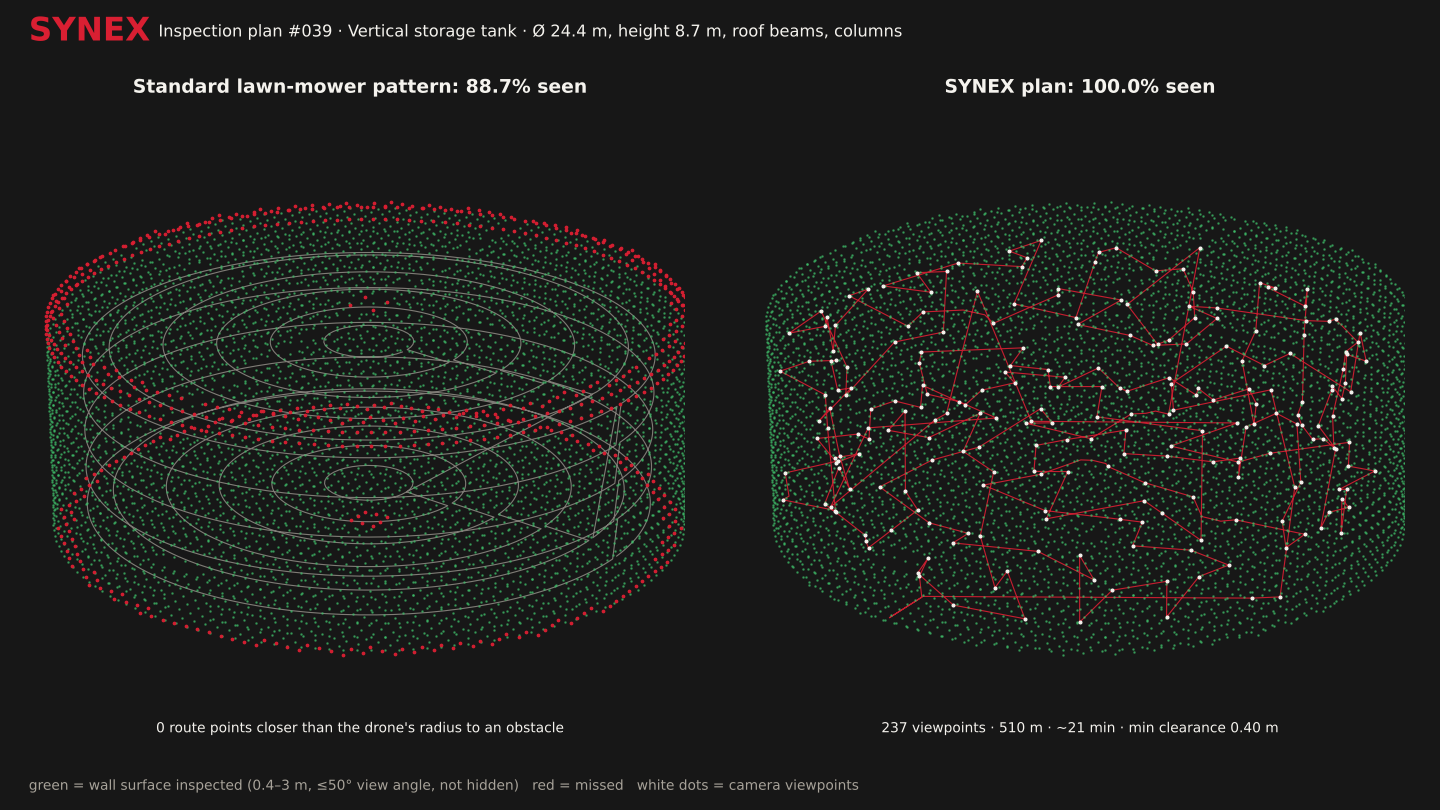 SYNEX Inspection plan #039 · Vertical storage tank · Ø 24.4 m, height 8.7 m, roof beams, columns
Standard lawn-mower pattern: 88.7% seen
SYNEX plan: 100.0% seen
0 route points closer than the drone's radius to an obstacle
237 viewpoints · 510 m · ~21 min · min clearance 0.40 m
green = wall surface inspected (0.4–3 m, ≤50° view angle, not hidden) red = missed white dots = camera viewpoints